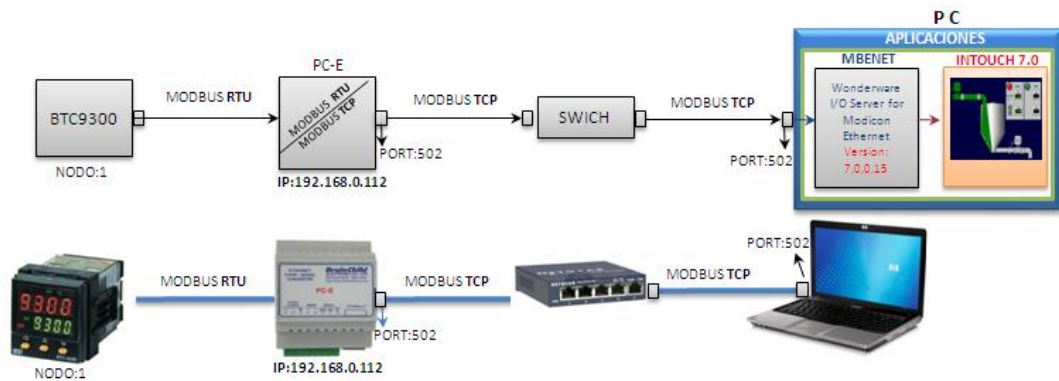 P C
APLICACIONES
PC-E
MBENET
INTOUCH 7.0
BTC9300
MODBUS RTU
MODBUS RTU
MODBUS TCP
MODBUS TCP
SWICH
MODBUS TCP
Wonderware
I/O Server for
Modicon
Ethernet
Version:
7,0,0,15
NODO:1
PORT:502
IP:192.168.0.112
PORT:502
MODBUS RTU
BrainChild
PC-E
MODBUS TCP
NETGEAR
MODBUS TCP
PORT:502
9300
9300
PORT:502
NODO:1
IP:192.168.0.112